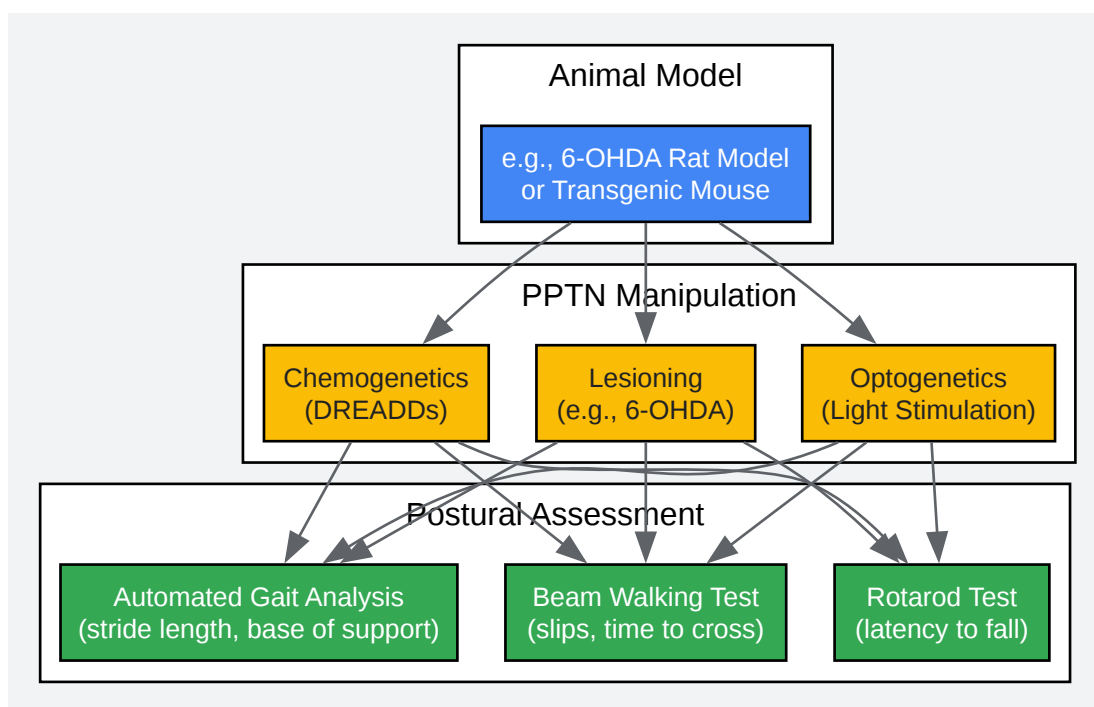 Animal Model
e.g., 6-OHDA Rat Model
or Transgenic Mouse
PPTN Manipulation
Chemogenetics
(DREADDs)
Lesioning
(e.g., 6-OHDA)
Optogenetics
(Light Stimulation)
Postural Assessment
Automated Gait Analysis
(stride length, base of support)
Beam Walking Test
(slips, time to cross)
Rotarod Test
(latency to fall)